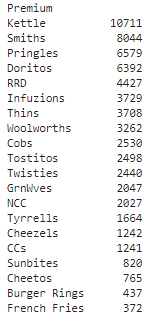 Premium
Kettle 10711
Smiths 8044
Pringles 6579
Doritos 6392
RRD 4427
Infuzions 3729
Thins 3708
Woolworths 3262
Cobs 2530
Tostitos 2498
Twisties 2440
GrnWves 2047
NCC 2027
Tyrrells 1664
Cheezels 1242
CCs 1241
Sunbites 820
Cheetos 765
Burger Rings 437
French Fries 372